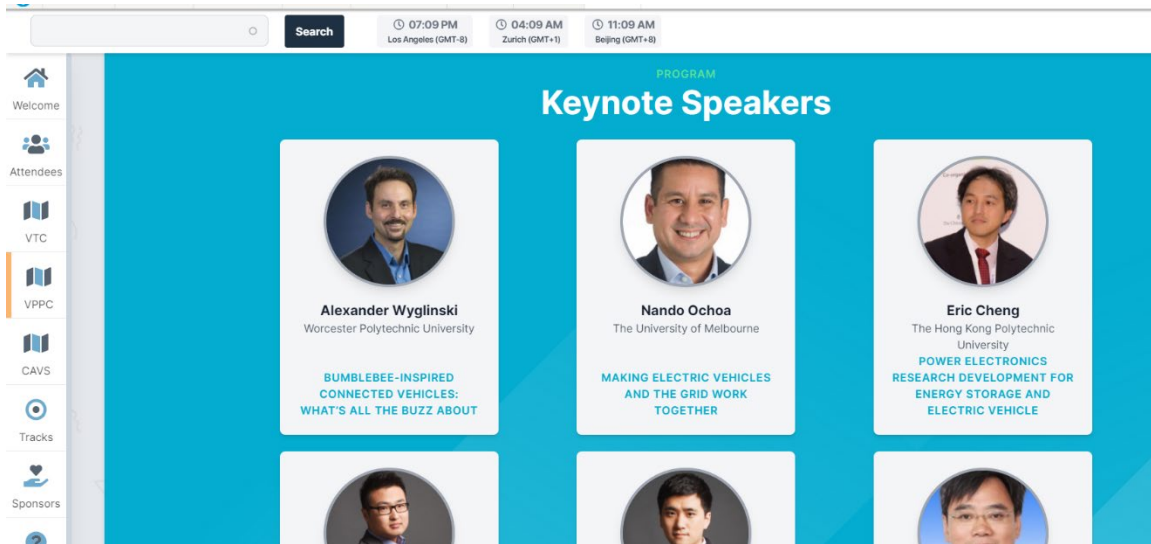 Search
07:09 PM
Los Angeles (GMT-8)
04:09 AM
Zurich (GMT+1)
11:09 AM
Beijing (GMT+8)
Welcome
Attendees
VTC
VPPC
CAVS
Tracks
Sponsors
?
PROGRAM
Keynote Speakers
Alexander Wyglinski
Worcester Polytechnic University
BUMBLEBEE-INSPIRED
CONNECTED VEHICLES:
WHAT'S ALL THE BUZZ ABOUT
Nando Ochoa
The University of Melbourne
MAKING ELECTRIC VEHICLES
AND THE GRID WORK
TOGETHER
Eric Cheng
The Hong Kong Polytechnic
University
POWER ELECTRONICS
RESEARCH DEVELOPMENT FOR
ENERGY STORAGE AND
ELECTRIC VEHICLE